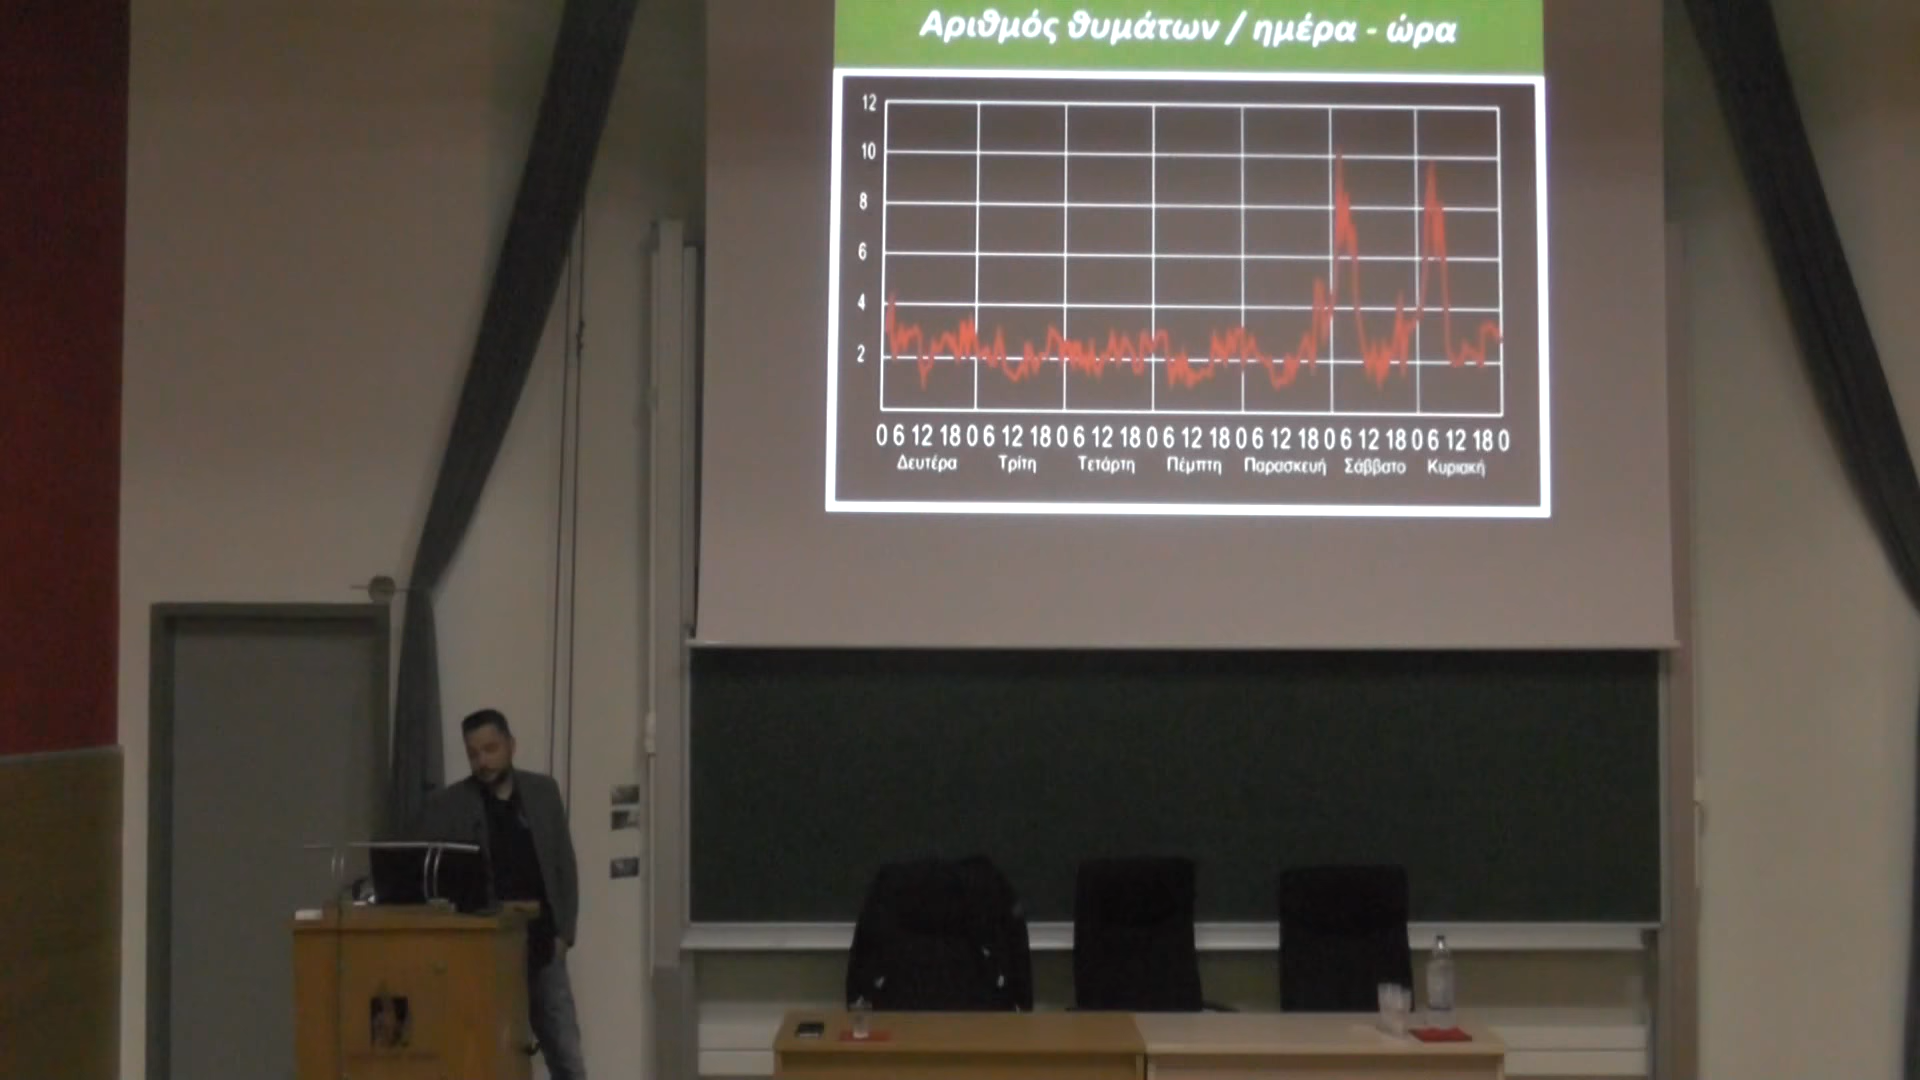 Αριθμός θυμάτων / ημέρα - ώρα
12
10
8
6
4
2
0 6 12 18 0 6 12 18 0 6 12 18 0 6 12 18 0 6 12 18 0 6 12 18 0 6 12 18 0
Δευτέρα Τρίτη Τετάρτη Πέμπτη Παρασκευή Σάββατο Κυριακή